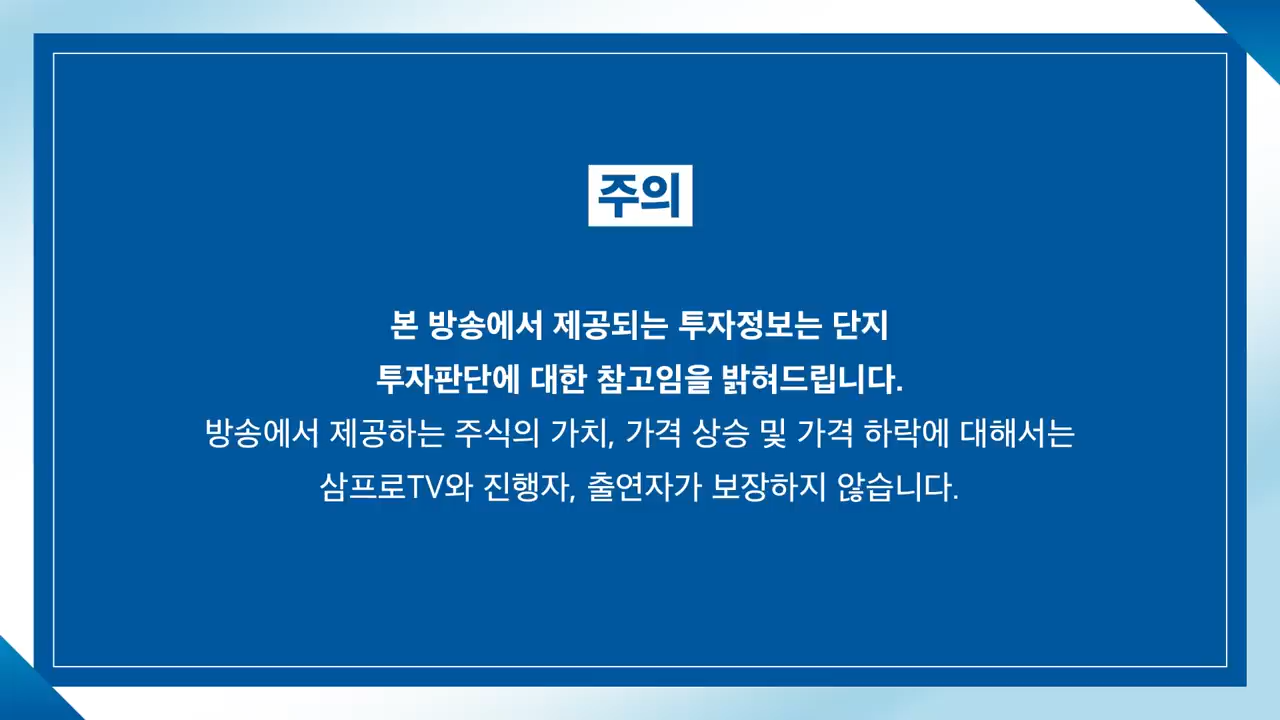 주의
본 방송에서 제공되는 투자정보는 단지
투자판단에 대한 참고임을 밝혀드립니다.
방송에서 제공하는 주식의 가치, 가격 상승 및 가격 하락에 대해서는
삼프로TV와 진행자, 출연자가 보장하지 않습니다.